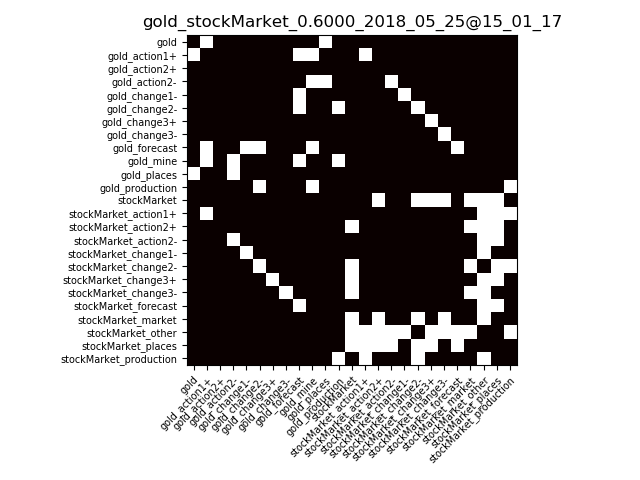 gold_stockMarket_0.6000_2018_05_25@15_01_17
gold
gold_action1+
gold_action2+
gold_action2-
gold_change1-
gold_change2-
gold_change3+
gold_change3-
gold_forecast
gold_mine
gold_places
gold_production
stockMarket
stockMarket_action1+
stockMarket_action2+
stockMarket_action2-
stockMarket_change1-
stockMarket_change2-
stockMarket_change3+
stockMarket_change3-
stockMarket_forecast
stockMarket_market
stockMarket_other
stockMarket_places
stockMarket_production
gold
gold_action1+
gold_action2+
gold_action2-
gold_change1-
gold_change2-
gold_change3+
gold_change3-
gold_forecast
gold_mine
gold_places
gold_production
stockMarket
stockMarket_action1+
stockMarket_action2+
stockMarket_action2-
stockMarket_change1-
stockMarket_change2-
stockMarket_change3+
stockMarket_change3-
stockMarket_forecast
stockMarket_market
stockMarket_other
stockMarket_places
stockMarket_production